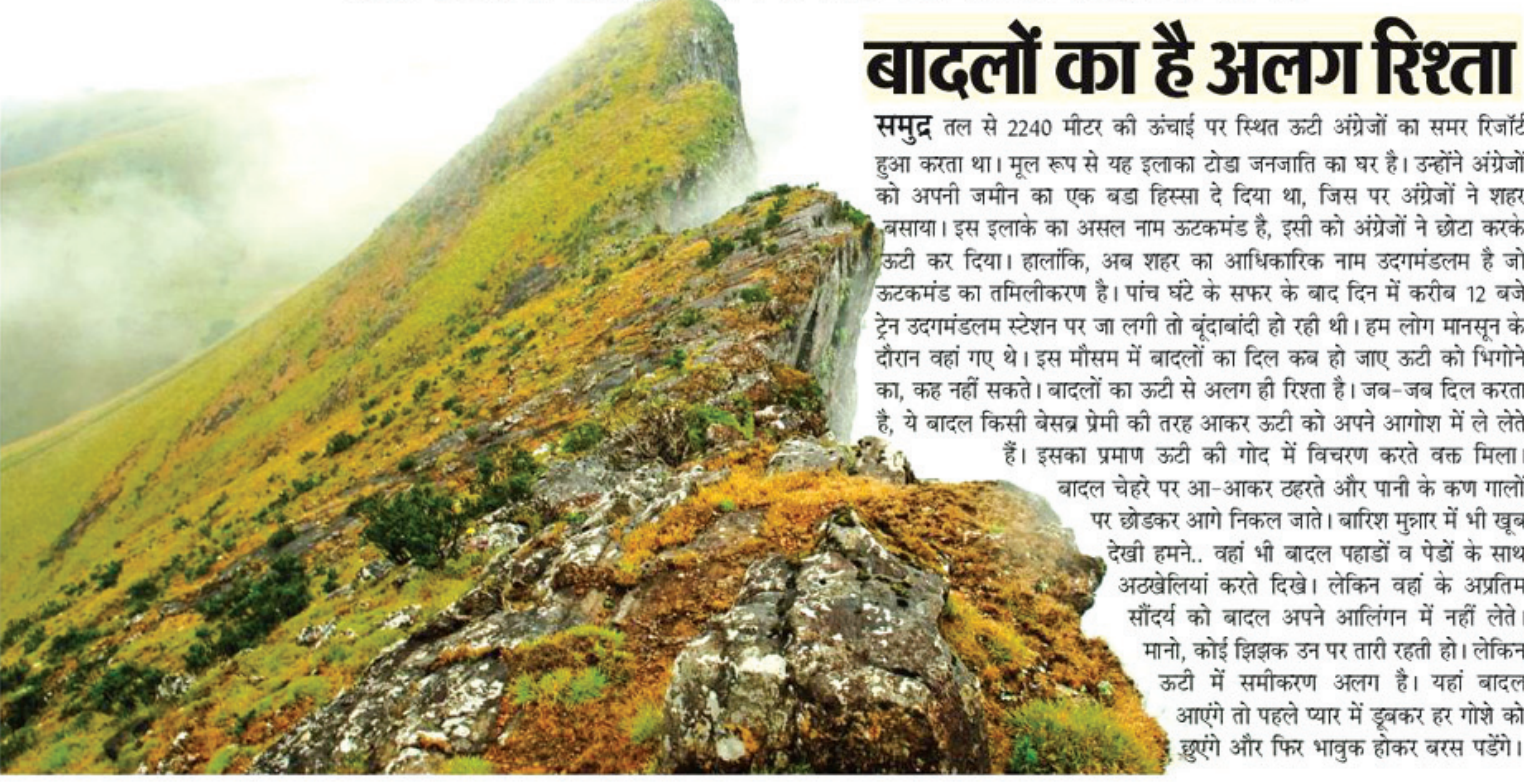 बादलों का है अलग रिश्ता
समुद्र तल से 2240 मीटर की ऊंचाई पर स्थित ऊटी अंग्रेजों का समर रिजॉर्ट
हुआ करता था। मूल रूप से यह इलाका टोडा जनजाति का घर है। उन्होंने अंग्रेजों
को अपनी जमीन का एक बडा हिस्सा दे दिया था, जिस पर अंग्रेजों ने शहर
बसाया। इस इलाके का असल नाम ऊटकमंड है, इसी को अंग्रेजों ने छोटा करके
ऊटी कर दिया। हालांकि, अब शहर का आधिकारिक नाम उदगमंडलम है जो
ऊटकमंड का तमिलीकरण है। पांच घंटे के सफर के बाद दिन में करीब 12 बजे
ट्रेन उदगमंडलम स्टेशन पर जा लगी तो बूंदाबांदी हो रही थी। हम लोग मानसून के
दौरान वहां गए थे। इस मौसम में बादलों का दिल कब हो जाए ऊटी को भिगोने
का, कह नहीं सकते। बादलों का ऊटी से अलग ही रिश्ता है। जब-जब दिल करता
है, ये बादल किसी बेसब्र प्रेमी की तरह आकर ऊटी को अपने आगोश में ले लेते
हैं। इसका प्रमाण ऊटी की गोद में विचरण करते वक्त मिला।
बादल चेहरे पर आ-आकर ठहरते और पानी के कण गालों
पर छोडकर आगे निकल जाते। बारिश मुन्नार में भी खूब
देखी हमने.. वहां भी बादल पहाडों व पेडों के साथ
अठखेलियां करते दिखे। लेकिन वहां के अप्रतिम
सौंदर्य को बादल अपने आलिंगन में नहीं लेते।
मानो, कोई झिझक उन पर तारी रहती हो। लेकिन
ऊटी में समीकरण अलग है। यहां बादल
आएंगे तो पहले प्यार में डूबकर हर गोशे को
छुएंगे और फिर भावुक होकर बरस पडेंगे।